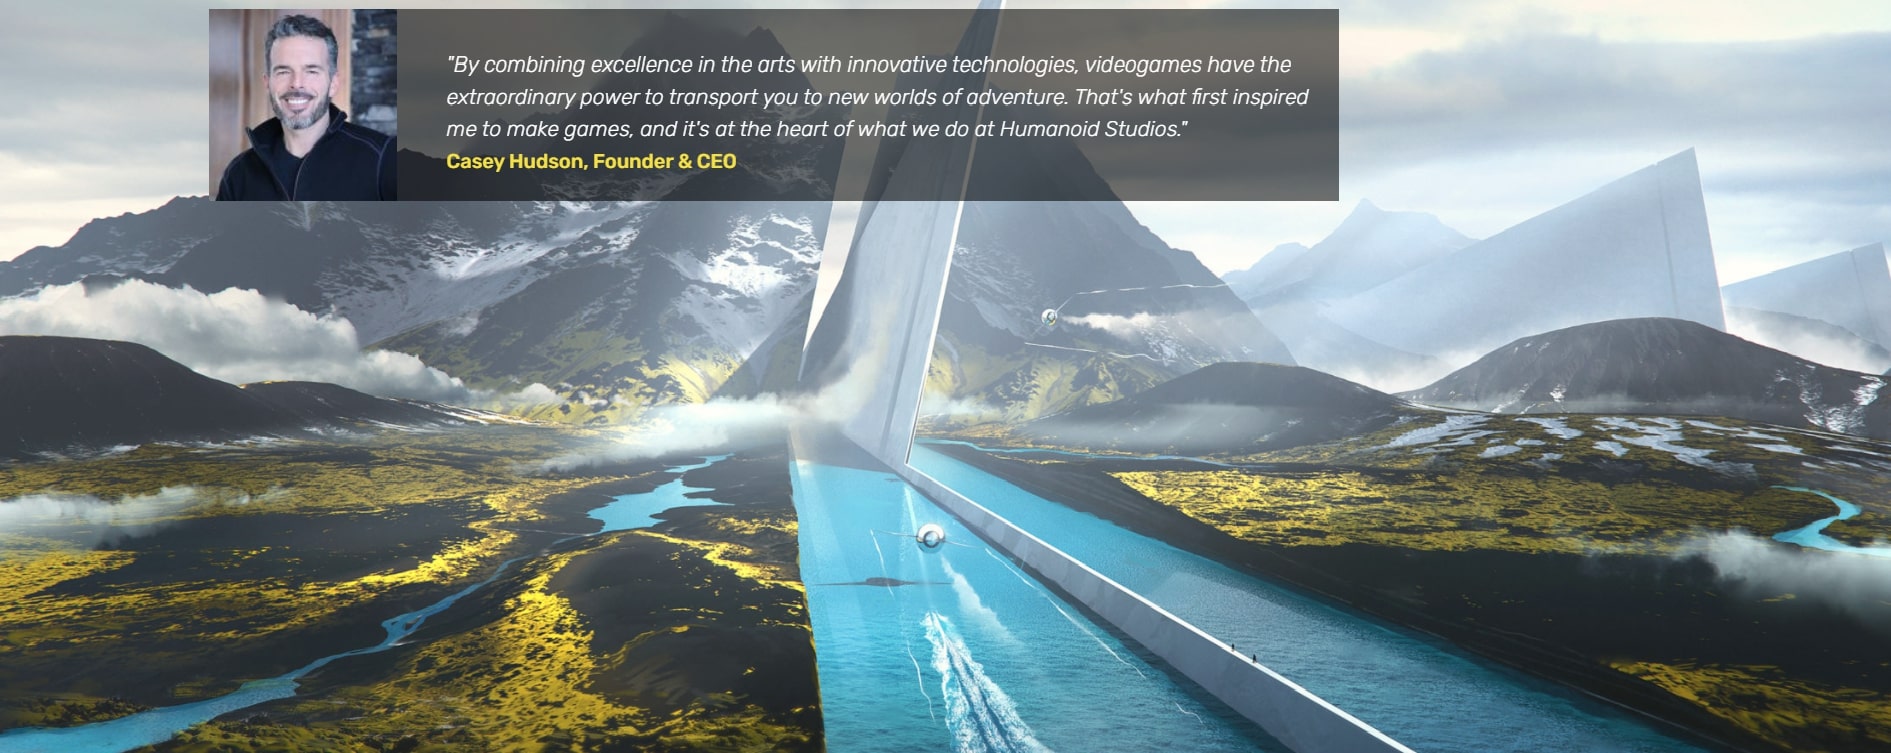 "By combining excellence in the arts with innovative technologies, videogames have the
extraordinary power to transport you to new worlds of adventure. That's what first inspired
me to make games, and it's at the heart of what we do at Humanoid Studios."
Casey Hudson, Founder & CEO